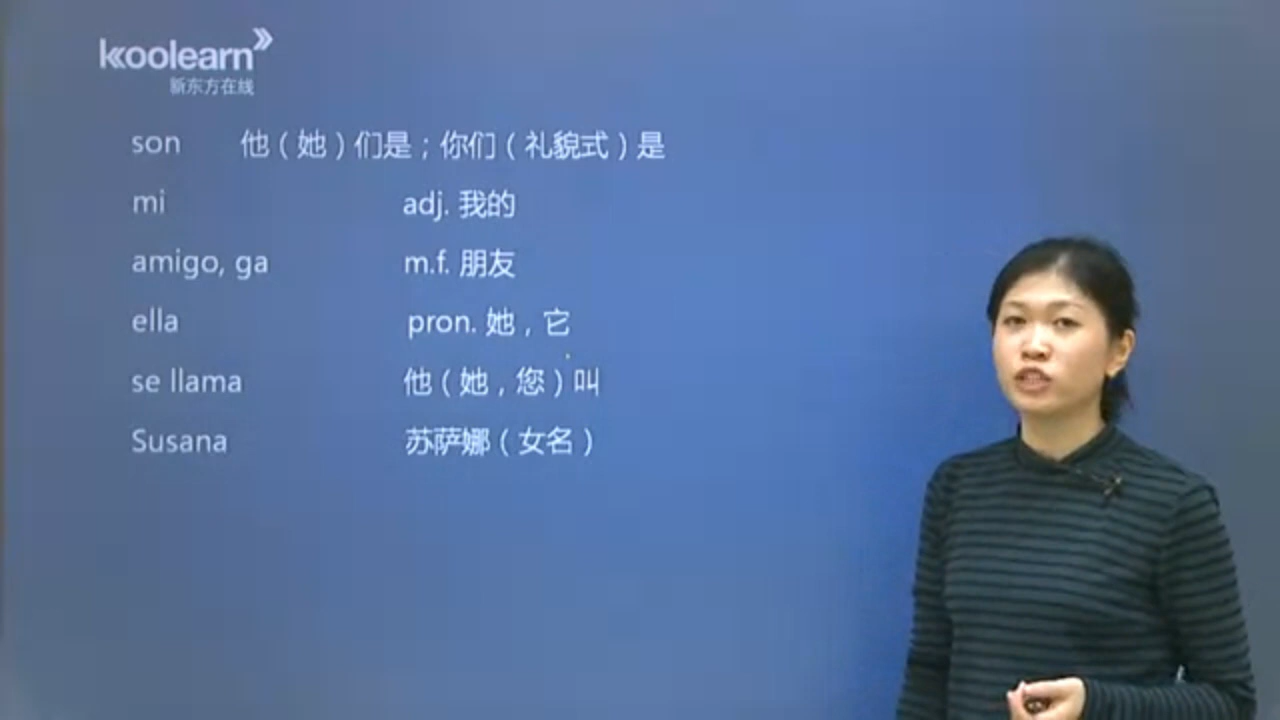 koolearn
新东方在线
son 他（她）们是；你们（礼貌式）是
mi adj. 我的
amigo, ga m.f. 朋友
ella pron. 她，它
se llama 他（她，您）叫
Susana 苏萨娜（女名）